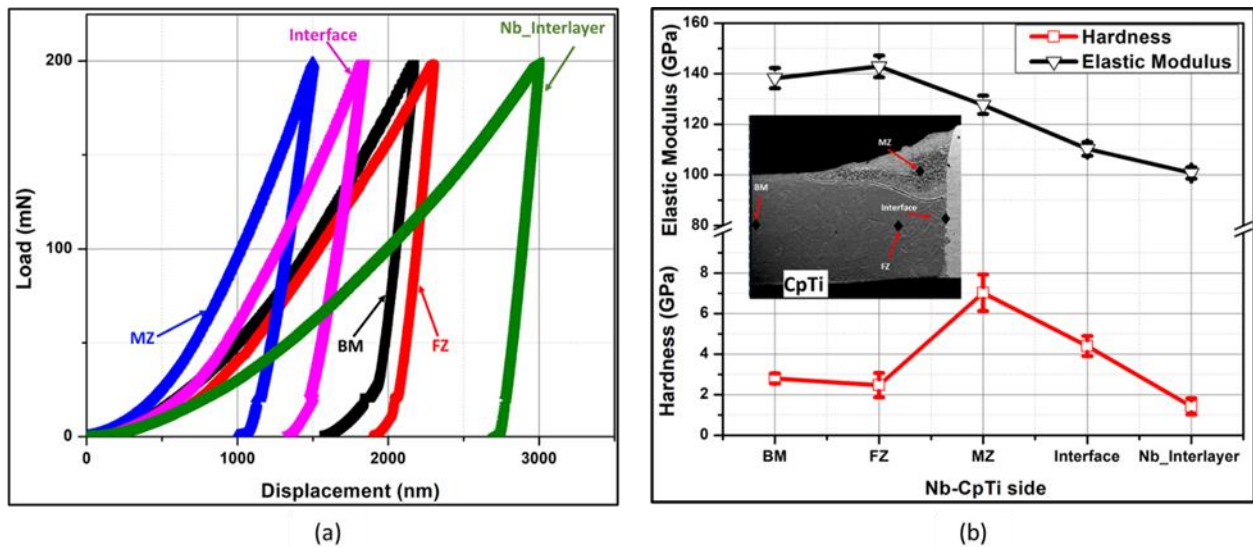 Nb_Interlayer
Interface
200
MZ
BM
FZ
100
0
Load (mN)
0 1000 2000 3000
Displacement (nm)
(a)
Hardness
Elastic Modulus
160
140
120
100
80
Elastic Modulus (GPa)
MZ
BM
Interface
FZ
CpTi
8
6
4
2
0
Hardness (GPa)
BM FZ MZ Interface Nb_Interlayer
Nb-CpTi side
(b)